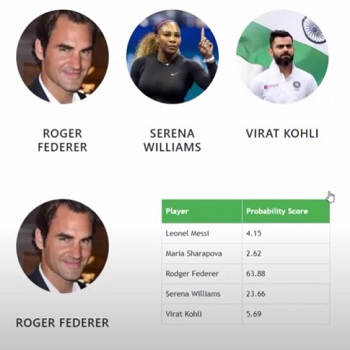 ROGER
FEDERER
SERENA
WILLIAMS
VIRAT KOHLI
Player Probability Score
Leonel Messi 4.15
Maria Sharapova 2.62
Rodger Federer 63.88
Serena Williams 23.66
Virat Kohli 5.69
ROGER FEDERER